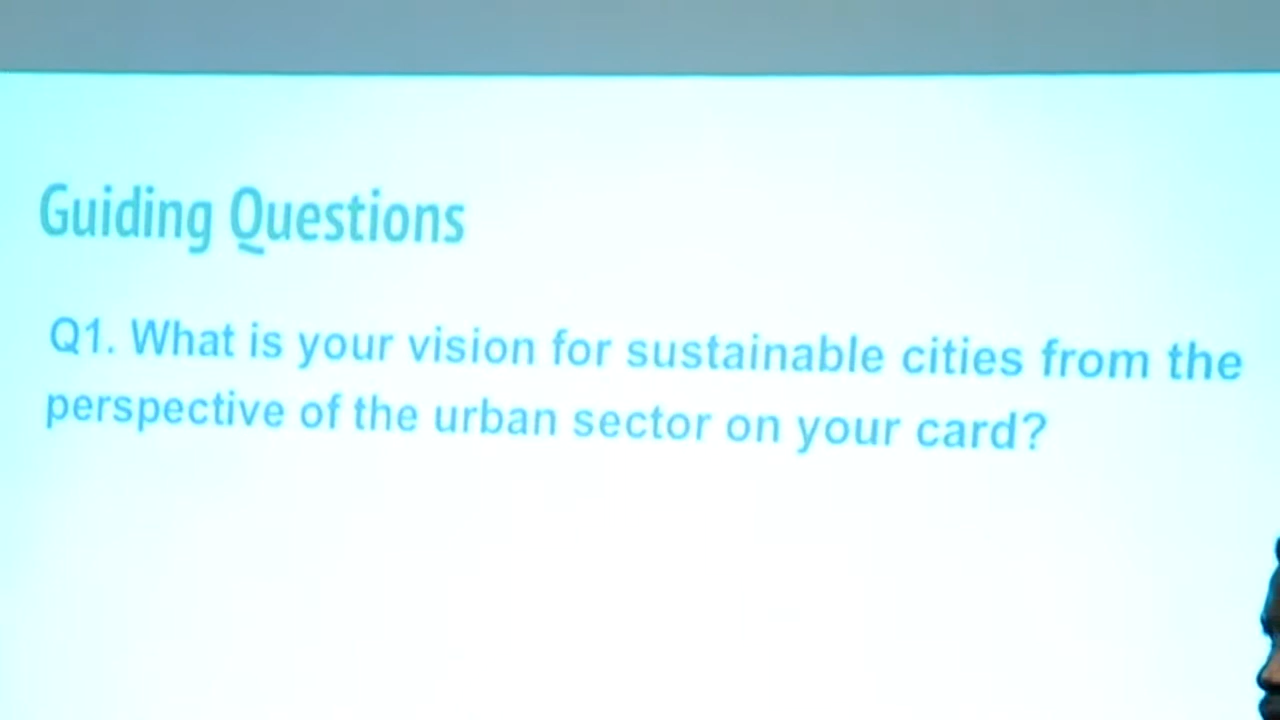 Guiding Questions
Q1. What is your vision for sustainable cities from the
perspective of the urban sector on your card?